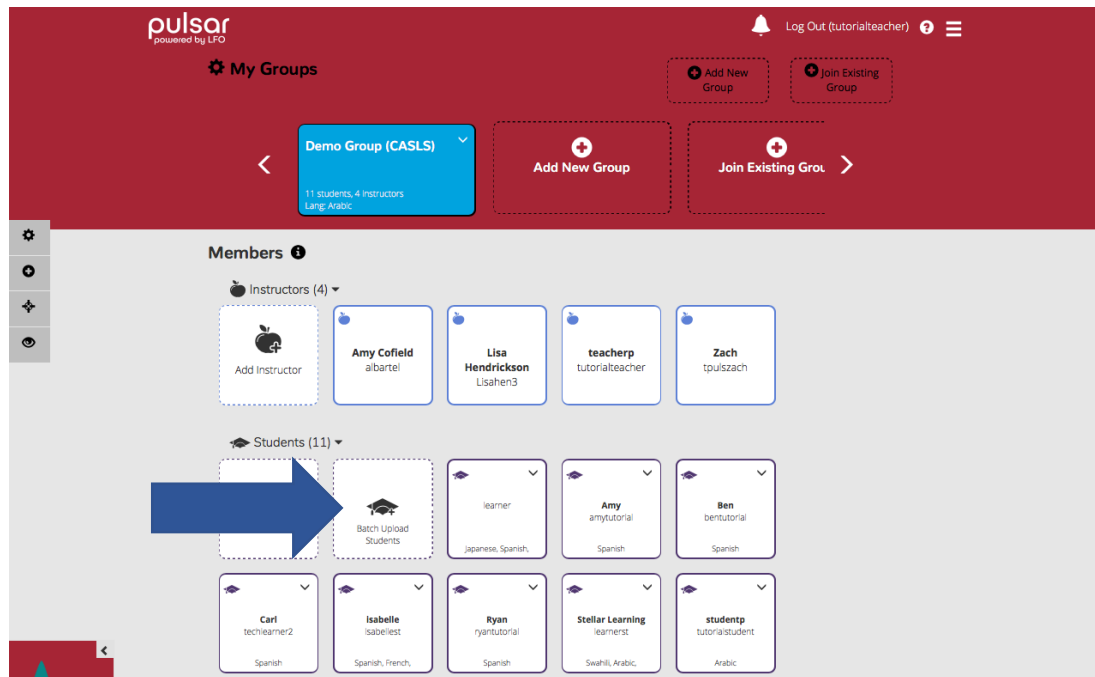 pulsar
powered by LFO
Log Out (tutorialteacher)
My Groups
Add New
Group
Join Existing
Group
Demo Group (CASLS)
11 students, 4 Instructors
Lang: Arabic
Add New Group
Join Existing Grou
Members
Instructors (4)
Add Instructor
Amy Cofield
albartel
Lisa
Hendrickson
Lisahen3
teacherp
tutorialteacher
Zach
tpulszach
Students (11)
Batch Upload
Students
learner
Japanese, Spanish,
Amy
amytutorial
Spanish
Ben
bentutorial
Spanish
Carl
techlearner2
Spanish
Isabelle
isabellest
Spanish, French,
Ryan
ryantutorial
Spanish
Stellar Learning
learnerst
Swahili, Arabic,
studentp
tutorialstudent
Arabic